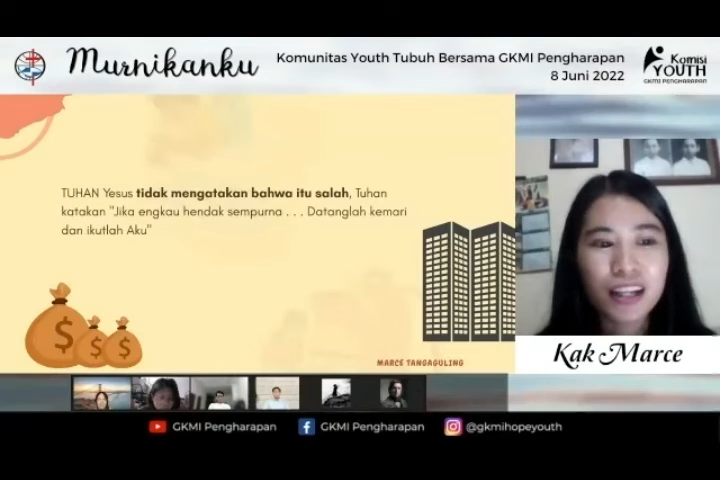 Murnikanku
Komunitas Youth Tubuh Bersama GKMI Pengharapan
8 Juni 2022
Komisi
YOUTH
GKMI PENGHARAPAN
TUHAN Yesus tidak mengatakan bahwa itu salah, Tuhan
katakan "Jika engkau hendak sempurna . . . Datanglah kemari
dan ikutlah Aku"
$ $ $
MARCE TANGAGULING
Kak Marce
GKMI Pengharapan
GKMI Pengharapan
@gkmihopeyouth